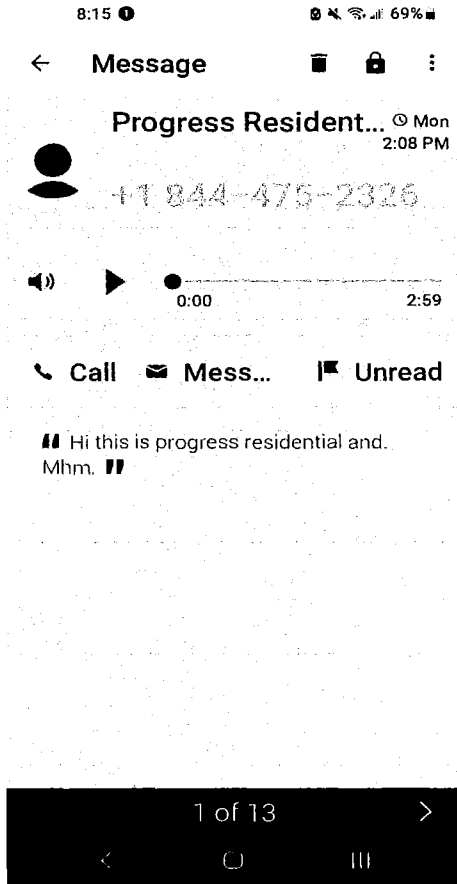 8:15 1 69%
Message
Progress Resident... Mon
2:08 PM
+1 844-475-2326
0:00 2:59
Call Mess... Unread
" Hi this is progress residential and.
Mhm. "
1 of 13